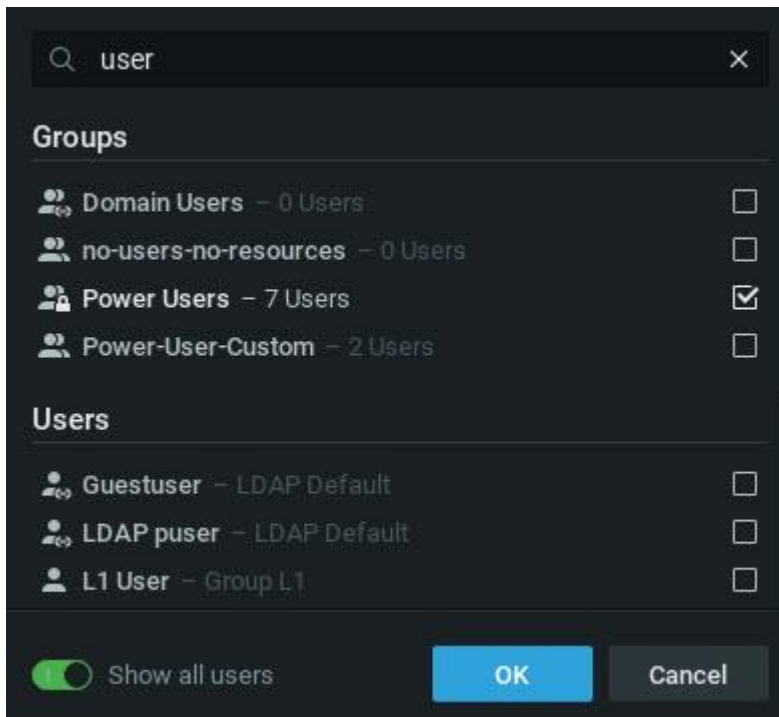 user
Groups
Domain Users – 0 Users
no-users-no-resources – 0 Users
Power Users – 7 Users
Power-User-Custom – 2 Users
Users
Guestuser – LDAP Default
LDAP puser – LDAP Default
L1 User – Group L1
Show all users OK Cancel